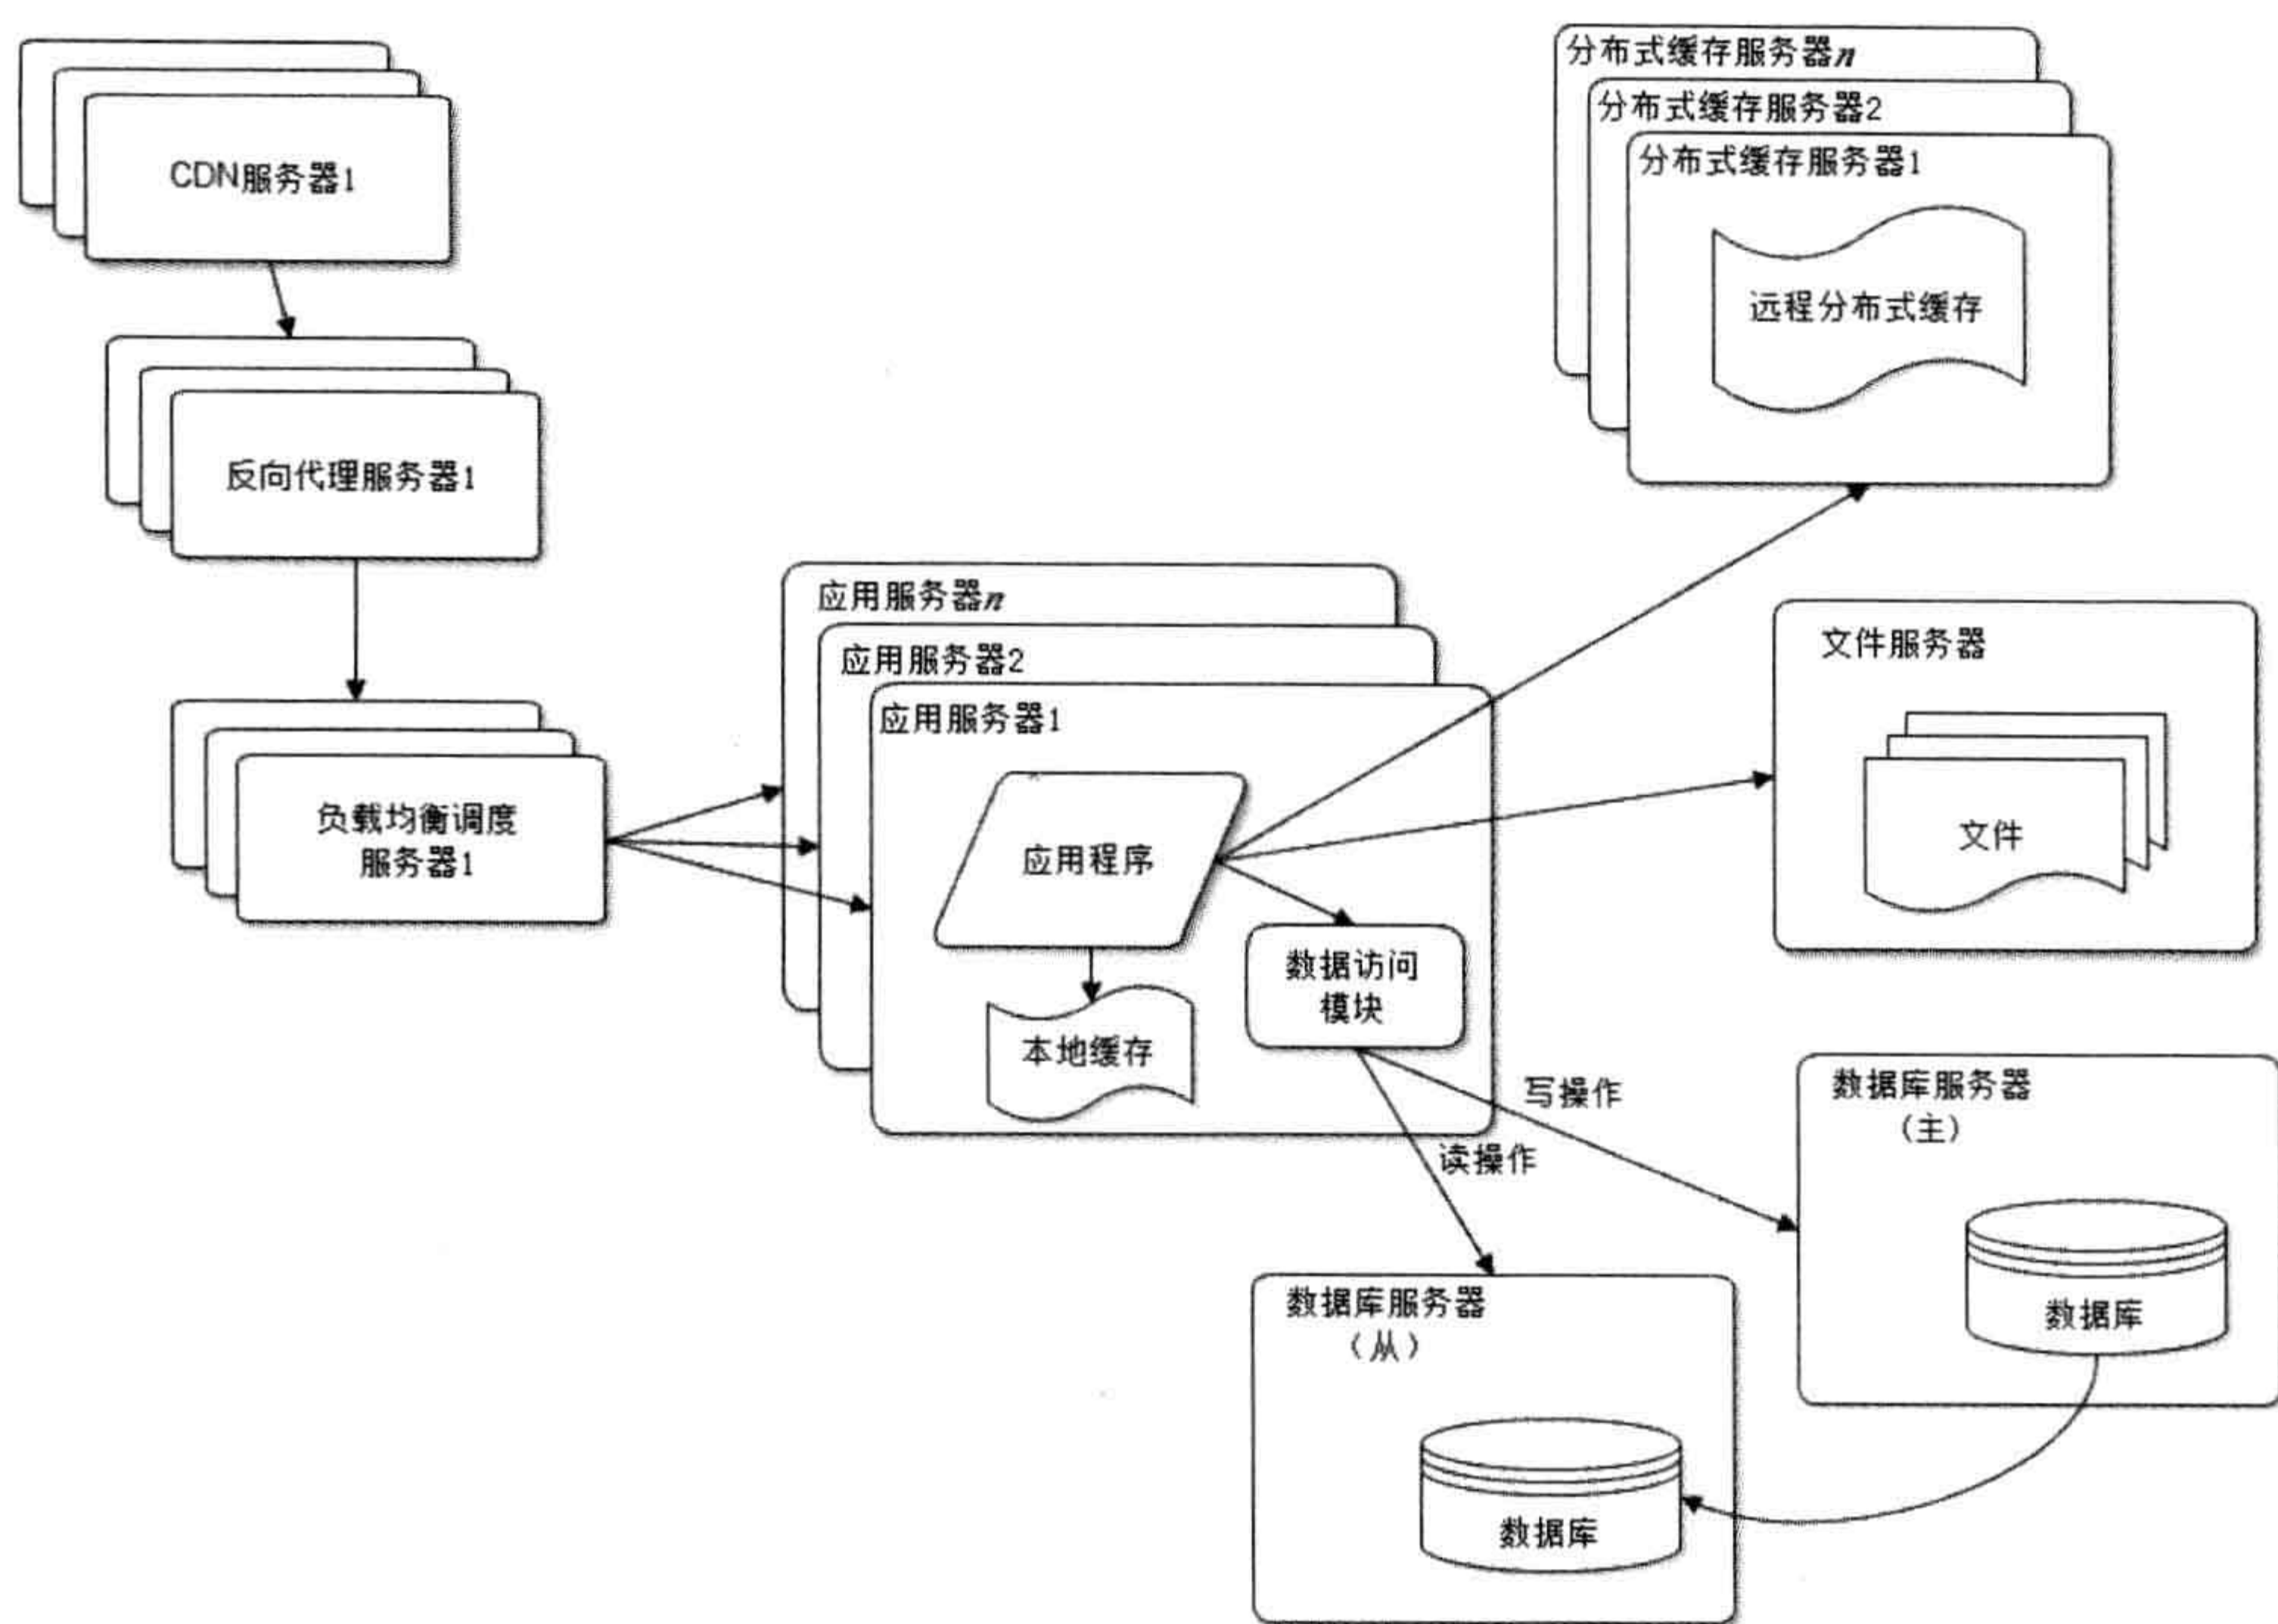 CDN服务器1
反向代理服务器1
负载均衡调度
服务器1
应用服务器n
应用服务器2
应用服务器1
应用程序
本地缓存
数据访问
模块
分布式缓存服务器n
分布式缓存服务器2
分布式缓存服务器1
远程分布式缓存
文件服务器
文件
写操作
读操作
数据库服务器
（主）
数据库
数据库服务器
（从）
数据库